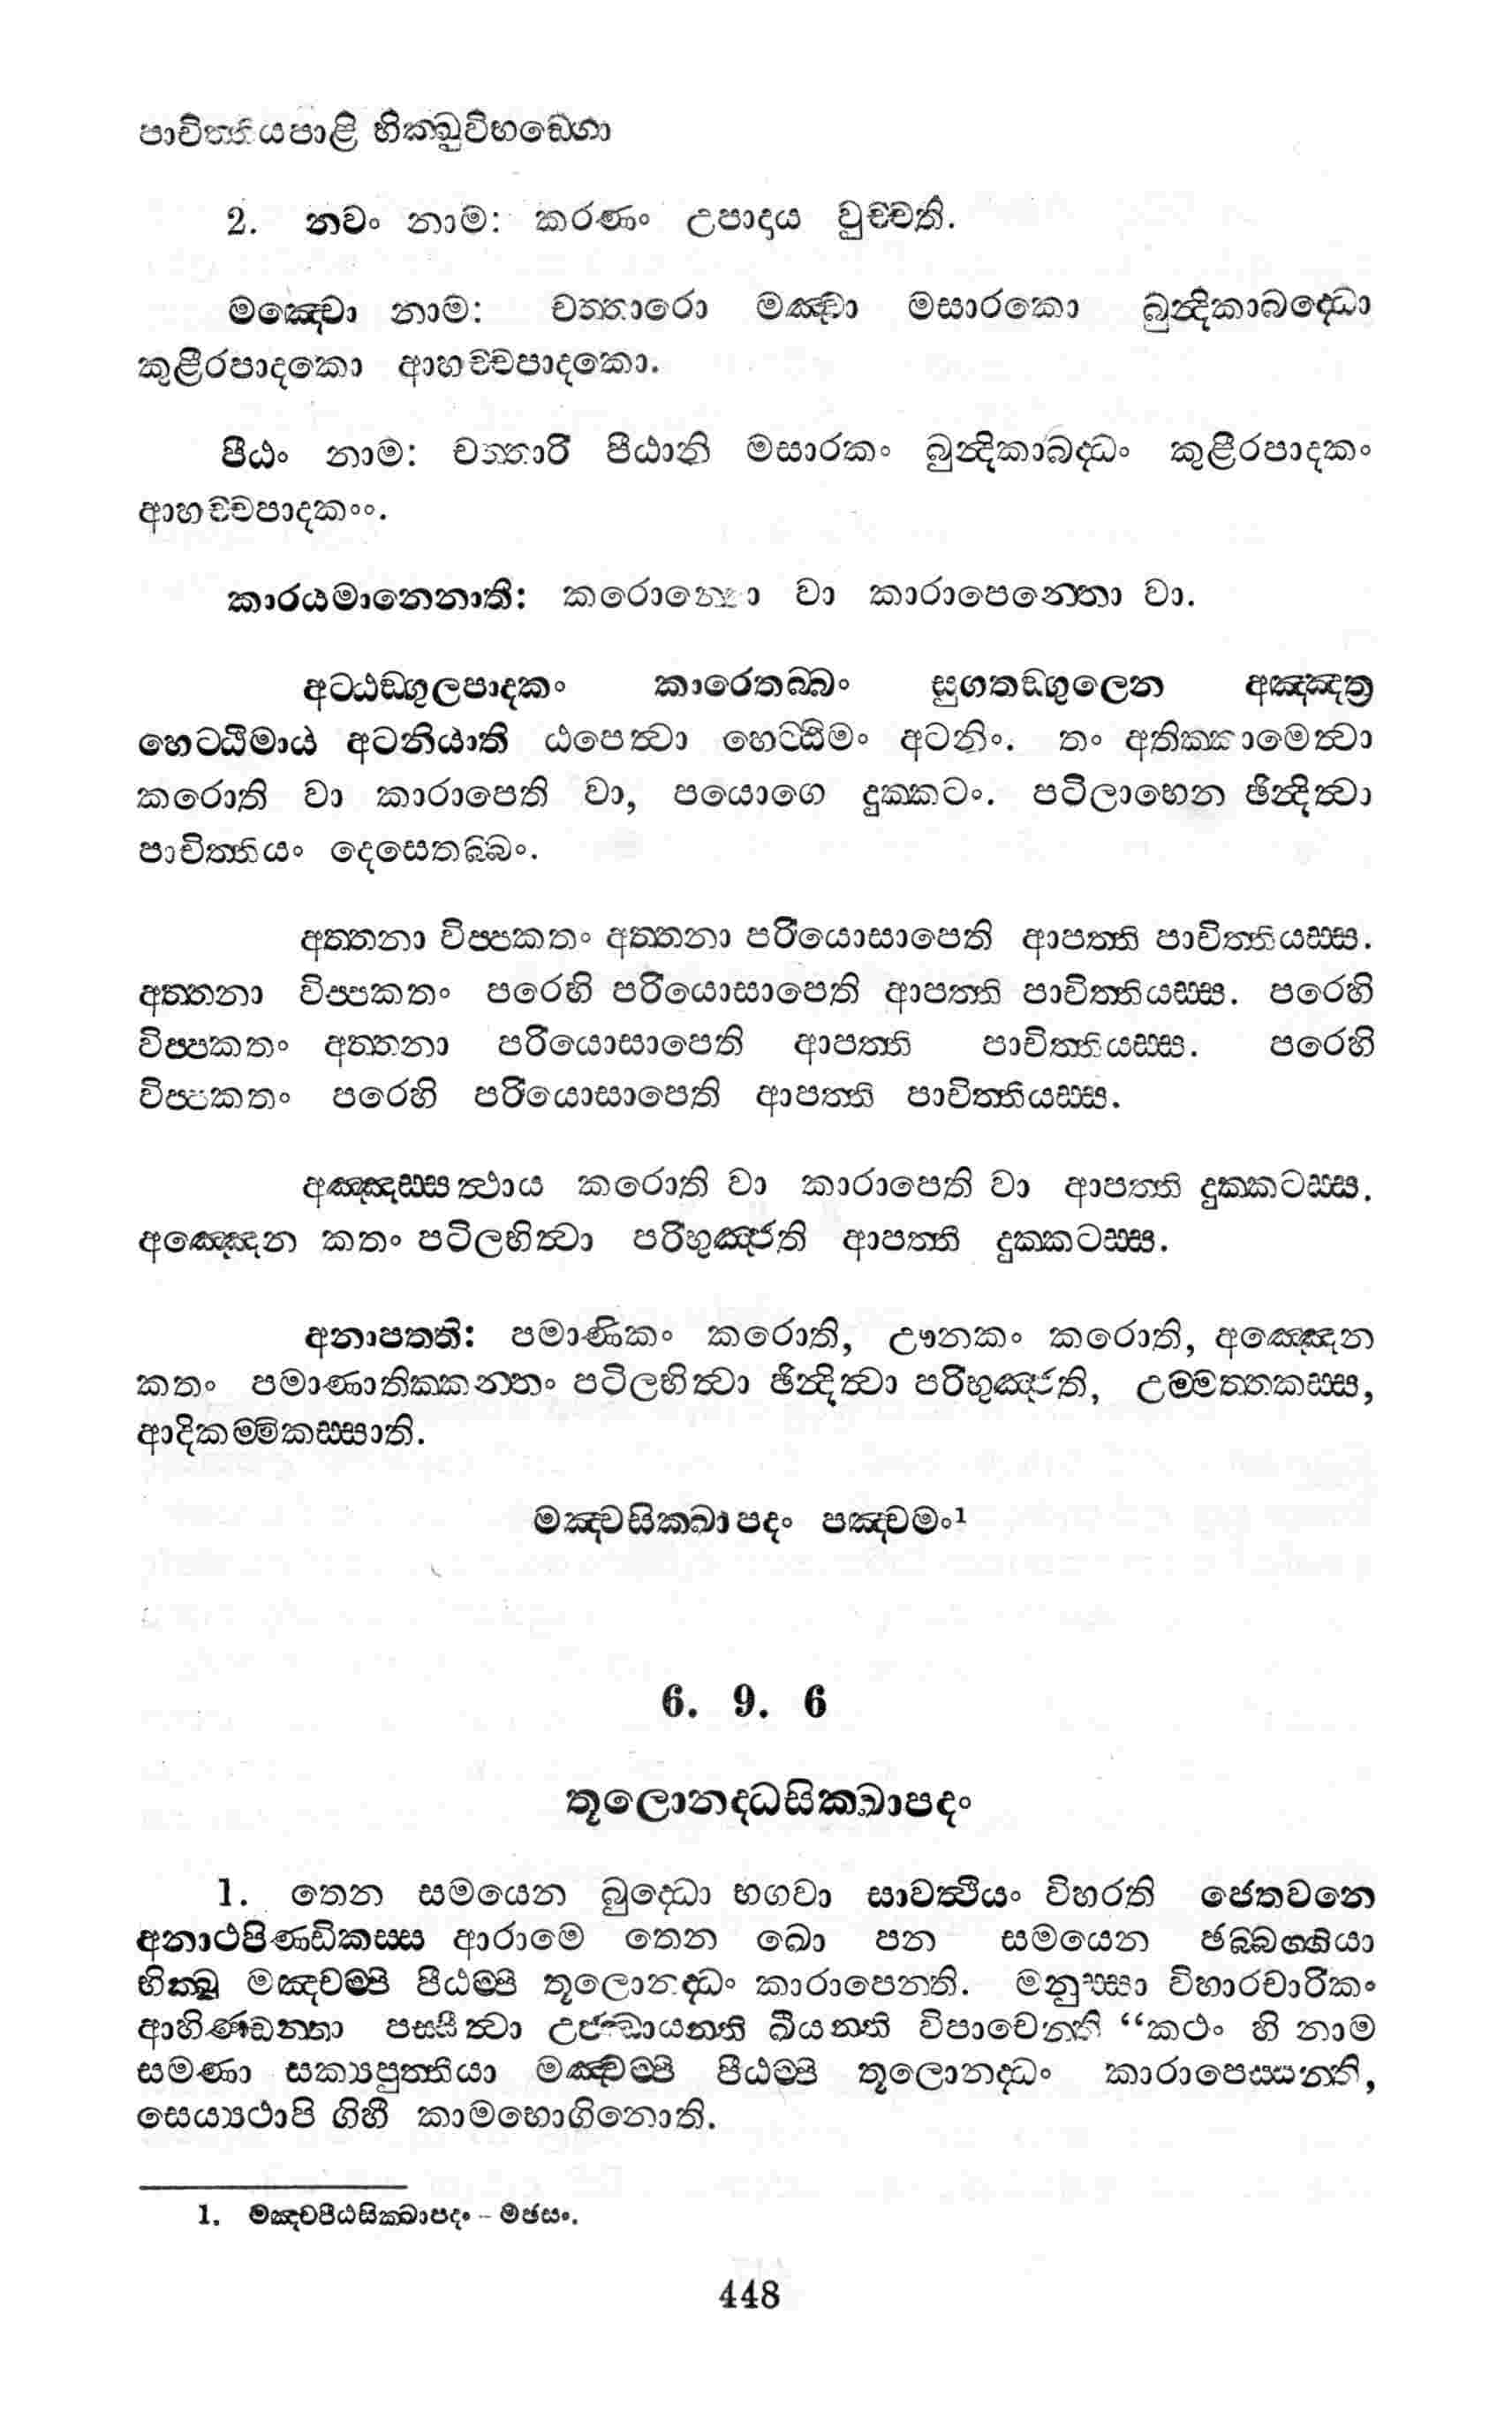 පාචිත්තියපාළි භික්ඛුවිභඞ්ගො
2. නවං නාම: කරණං උපාදාය වුච්චති.
මඤ්චො නාම: චත්තාරො මඤ්චා මසාරකො බුන්දිකාබද්ධො
කුළීරපාදකො ආහච්චපාදකො.
පීඨං නාම: චත්තාරි පීඨානි මසාරකං බුන්දිකාබද්ධං කුළීරපාදකං
ආහච්චපාදකංං.
කාරයමානෙනාති: කරොන්තො වා කාරාපෙන්තො වා.
අට්ඨඞ්ගුලපාදකං කාරෙතබ්බං සුගතඞ්ගුලෙන අඤ්ඤත්‍ර
හෙට්ඨිමාය අටනියාති ඨපෙත්වා හෙට්ඨිමං අටනිං. තං අතික්කාමෙත්වා
කරොති වා කාරාපෙති වා, පයොගෙ දුක්කටං. පටිලාභෙන ඡින්දිත්වා
පාචිත්තියං දෙසෙතබ්බං.
අත්තනා විප්පකතං අත්තනා පරියොසාපෙති ආපත්ති පාචිත්තියස්ස.
අත්තනා විප්පකතං පරෙහි පරියොසාපෙති ආපත්ති පාචිත්තියස්ස. පරෙහි
විප්පකතං අත්තනා පරියොසාපෙති ආපත්ති පාචිත්තියස්ස. පරෙහි
විප්පකතං පරෙහි පරියොසාපෙති ආපත්ති පාචිත්තියස්ස.
අඤ්ඤස්සත්ථාය කරොති වා කාරාපෙති වා ආපත්ති දුක්කටස්ස.
අඤ්ඤෙන කතං පටිලභිත්වා පරිභුඤ්ජති ආපත්ති දුක්කටස්ස.
අනාපත්ති: පමාණිකං කරොති, ඌනකං කරොති, අඤ්ඤෙන
කතං පමාණාතික්කන්තං පටිලභිත්වා ඡින්දිත්වා පරිභුඤ්ජති, උම්මත්තකස්ස,
ආදිකම්මිකස්සාති.
මඤ්චසික්ඛාපදං පඤ්චමං¹
6. 9. 6
තූලොනද්ධසික්ඛාපදං
1. තෙන සමයෙන බුද්ධො භගවා සාවත්ථියං විහරති ජෙතවනෙ
අනාථපිණ්ඩිකස්ස ආරාමෙ තෙන ඛො පන සමයෙන ඡබ්බග්ගියා
භික්ඛූ මඤ්චම්පි පීඨම්පි තූලොනද්ධං කාරාපෙන්ති. මනුස්සා විහාරචාරිකං
ආහිණ්ඩන්තා පස්සිත්වා උජ්ඣායන්ති ඛීයන්ති විපාචෙන්ති “කථං හි නාම
සමණා සක්‍යපුත්තියා මඤ්චම්පි පීඨම්පි තූලොනද්ධං කාරාපෙස්සන්ති,
සෙය්‍යථාපි ගිහී කාමභොගිනොති.
1. මඤ්චපීඨසික්ඛාපදං – මඡසං.
448